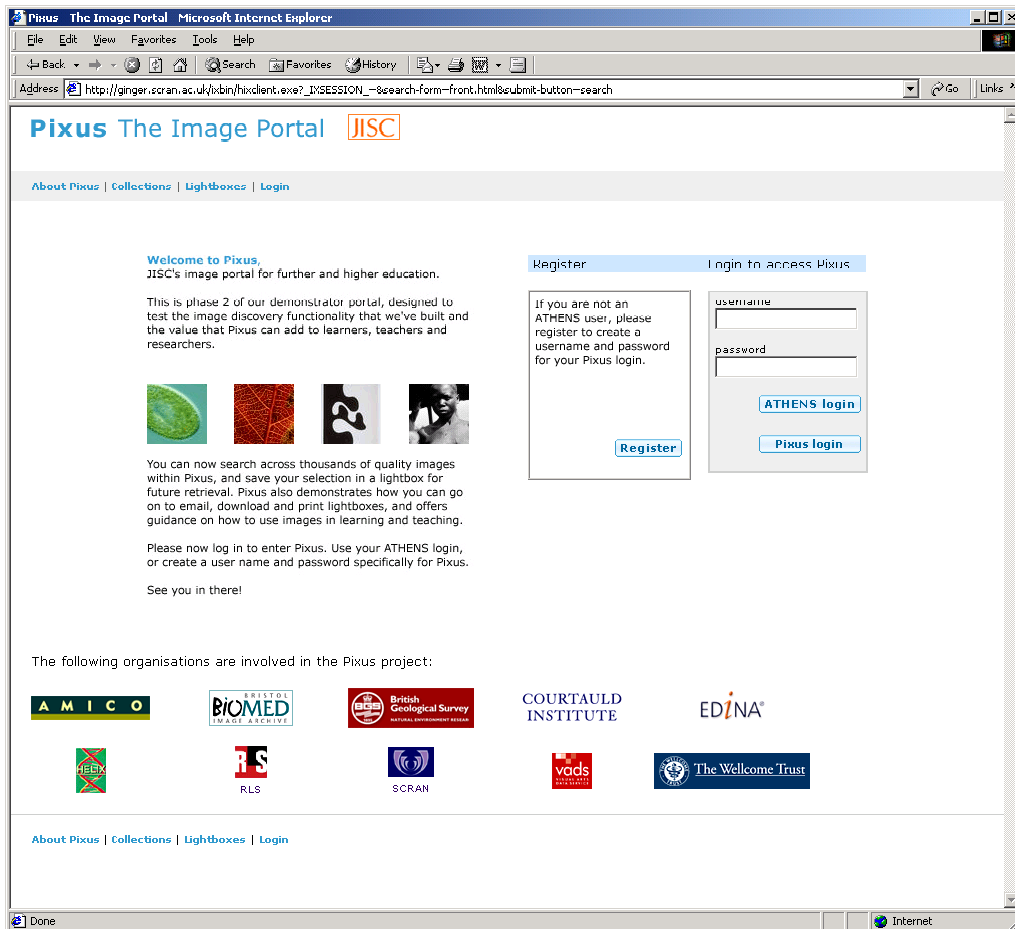 Pixus The Image Portal Microsoft Internet Explorer
File Edit View Favorites Tools Help
Back Search Favorites History
Address http://ginger.scran.ac.uk/ixbin/hixclient.exe?_IXSESSION_=&search-form=front.html&submit-button=search Go Links
Pixus The Image Portal JISC
About Pixus | Collections | Lightboxes | Login
Welcome to Pixus,
JISC's image portal for further and higher education.
This is phase 2 of our demonstrator portal, designed to
test the image discovery functionality that we've built and
the value that Pixus can add to learners, teachers and
researchers.
You can now search across thousands of quality images
within Pixus, and save your selection in a lightbox for
future retrieval. Pixus also demonstrates how you can go
on to email, download and print lightboxes, and offers
guidance on how to use images in learning and teaching.
Please now log in to enter Pixus. Use your ATHENS login,
or create a user name and password specifically for Pixus.
See you in there!
Register
If you are not an
ATHENS user, please
register to create a
username and password
for your Pixus login.
Register
Login to access Pixus
username
password
ATHENS login
Pixus login
The following organisations are involved in the Pixus project:
AMICO
BRISTOL
BIOMED
IMAGE ARCHIVE
BGS
British
Geological Survey
NATURAL ENVIRONMENT RESEAR
COURTAULD
INSTITUTE
EDINA
HELIX
RLS
RLS
SCRAN
vads
VISUAL ARTS
DATA SERVICE
The Wellcome Trust
About Pixus | Collections | Lightboxes | Login
Done Internet